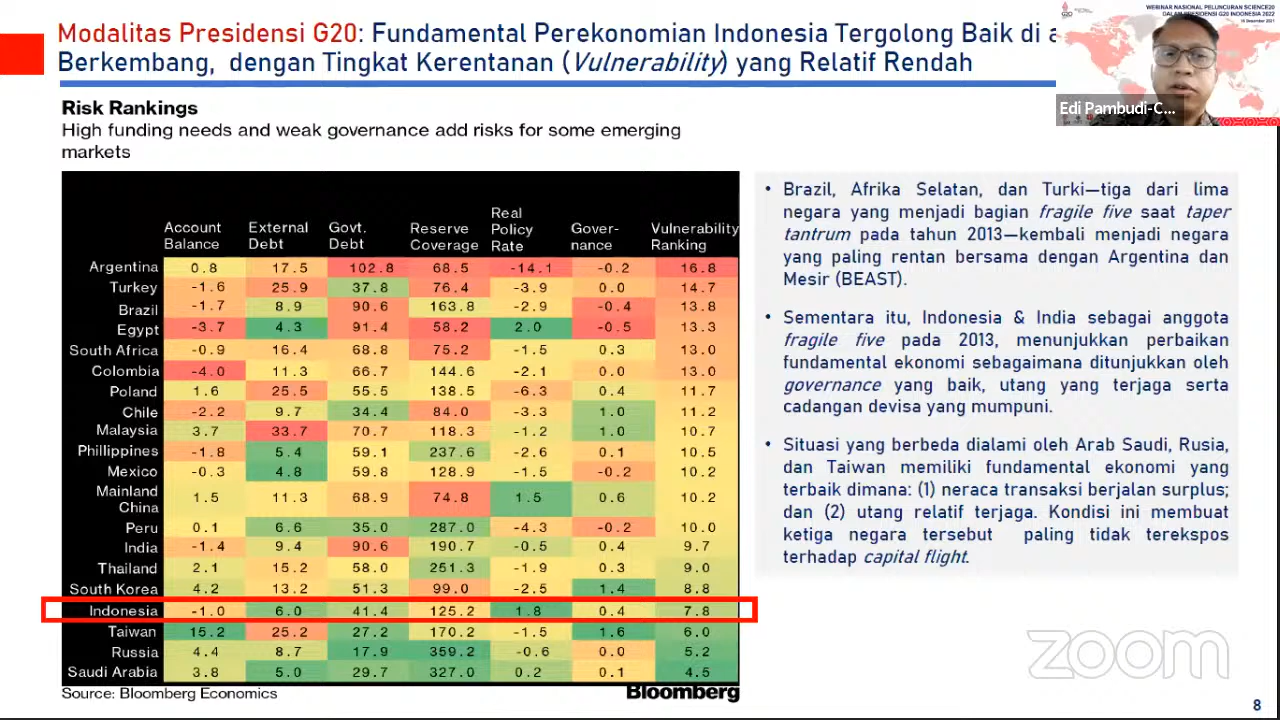 Modalitas Presidensi G20: Fundamental Perekonomian Indonesia Tergolong Baik di
Berkembang, dengan Tingkat Kerentanan (Vulnerability) yang Relatif Rendah
WEBINAR NASIONAL PELUNCURAN SCIENCE20
DALAM PRESIDENSI G20 INDONESIA 2022
G20
Edi Pambudi-C...
Risk Rankings
High funding needs and weak governance add risks for some emerging
markets
Account Balance External Debt Govt. Debt Reserve Coverage Real Policy Rate Gover-nance Vulnerability Ranking
Argentina 0.8 17.5 102.8 68.5 -14.1 -0.2 16.8
Turkey -1.6 25.9 37.8 76.4 -3.9 0.0 14.7
Brazil -1.7 8.9 90.6 163.8 -2.9 -0.4 13.8
Egypt -3.7 4.3 91.4 58.2 2.0 -0.5 13.3
South Africa -0.9 16.4 68.8 75.2 -1.5 0.3 13.0
Colombia -4.0 11.3 66.7 144.6 -2.1 0.0 13.0
Poland 1.6 25.5 55.5 138.5 -6.3 0.4 11.7
Chile -2.2 9.7 34.4 84.0 -3.3 1.0 11.2
Malaysia 3.7 33.7 70.7 118.3 -1.2 1.0 10.7
Phillippines -1.8 5.4 59.1 237.6 -2.6 0.1 10.5
Mexico -0.3 4.8 59.8 128.9 -1.5 -0.2 10.2
Mainland China 1.5 11.3 68.9 74.8 1.5 0.6 10.2
Peru 0.1 6.6 35.0 287.0 -4.3 -0.2 10.0
India -1.4 9.4 90.6 190.7 -0.5 0.4 9.7
Thailand 2.1 15.2 58.0 251.3 -1.9 0.3 9.0
South Korea 4.2 13.2 51.3 99.0 -2.5 1.4 8.8
Indonesia -1.0 6.0 41.4 125.2 1.8 0.4 7.8
Taiwan 15.2 25.2 27.2 170.2 -1.5 1.6 6.0
Russia 4.4 8.7 17.9 359.2 -0.6 0.0 5.2
Saudi Arabia 3.8 5.0 29.7 327.0 0.2 0.1 4.5
Source: Bloomberg Economics
Bloomberg
• Brazil, Afrika Selatan, dan Turki—tiga dari lima
negara yang menjadi bagian fragile five saat taper
tantrum pada tahun 2013—kembali menjadi negara
yang paling rentan bersama dengan Argentina dan
Mesir (BEAST).
• Sementara itu, Indonesia & India sebagai anggota
fragile five pada 2013, menunjukkan perbaikan
fundamental ekonomi sebagaimana ditunjukkan oleh
governance yang baik, utang yang terjaga serta
cadangan devisa yang mumpuni.
• Situasi yang berbeda dialami oleh Arab Saudi, Rusia,
dan Taiwan memiliki fundamental ekonomi yang
terbaik dimana: (1) neraca transaksi berjalan surplus;
dan (2) utang relatif terjaga. Kondisi ini membuat
ketiga negara tersebut paling tidak terekspos
terhadap capital flight.
zoom
8